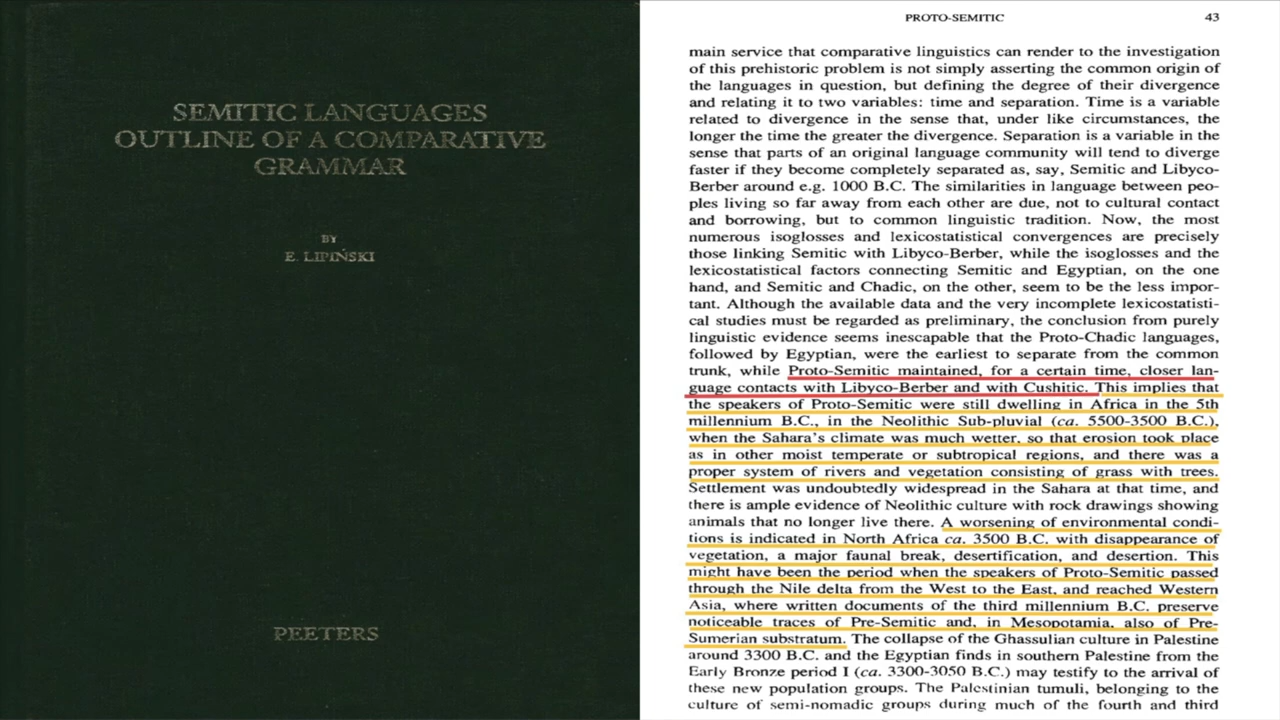 SEMITIC LANGUAGES
OUTLINE OF A COMPARATIVE
GRAMMAR
BY
E. LIPIŃSKI
PEETERS
PROTO-SEMITIC 43
main service that comparative linguistics can render to the investigation
of this prehistoric problem is not simply asserting the common origin of
the languages in question, but defining the degree of their divergence
and relating it to two variables: time and separation. Time is a variable
related to divergence in the sense that, under like circumstances, the
longer the time the greater the divergence. Separation is a variable in the
sense that parts of an original language community will tend to diverge
faster if they become completely separated as, say, Semitic and Libyco-
Berber around e.g. 1000 B.C. The similarities in language between peo-
ples living so far away from each other are due, not to cultural contact
and borrowing, but to common linguistic tradition. Now, the most
numerous isoglosses and lexicostatistical convergences are precisely
those linking Semitic with Libyco-Berber, while the isoglosses and the
lexicostatistical factors connecting Semitic and Egyptian, on the one
hand, and Semitic and Chadic, on the other, seem to be the less impor-
tant. Although the available data and the very incomplete lexicostatisti-
cal studies must be regarded as preliminary, the conclusion from purely
linguistic evidence seems inescapable that the Proto-Chadic languages,
followed by Egyptian, were the earliest to separate from the common
trunk, while Proto-Semitic maintained, for a certain time, closer lan-
guage contacts with Libyco-Berber and with Cushitic. This implies that
the speakers of Proto-Semitic were still dwelling in Africa in the 5th
millennium B.C., in the Neolithic Sub-pluvial (ca. 5500-3500 B.C.),
when the Sahara's climate was much wetter, so that erosion took place
as in other moist temperate or subtropical regions, and there was a
proper system of rivers and vegetation consisting of grass with trees.
Settlement was undoubtedly widespread in the Sahara at that time, and
there is ample evidence of Neolithic culture with rock drawings showing
animals that no longer live there. A worsening of environmental condi-
tions is indicated in North Africa ca. 3500 B.C. with disappearance of
vegetation, a major faunal break, desertification, and desertion. This
might have been the period when the speakers of Proto-Semitic passed
through the Nile delta from the West to the East, and reached Western
Asia, where written documents of the third millennium B.C. preserve
noticeable traces of Pre-Semitic and, in Mesopotamia, also of Pre-
Sumerian substratum. The collapse of the Ghassulian culture in Palestine
around 3300 B.C. and the Egyptian finds in southern Palestine from the
Early Bronze period I (ca. 3300-3050 B.C.) may testify to the arrival of
these new population groups. The Palestinian tumuli, belonging to the
culture of semi-nomadic groups during much of the fourth and third